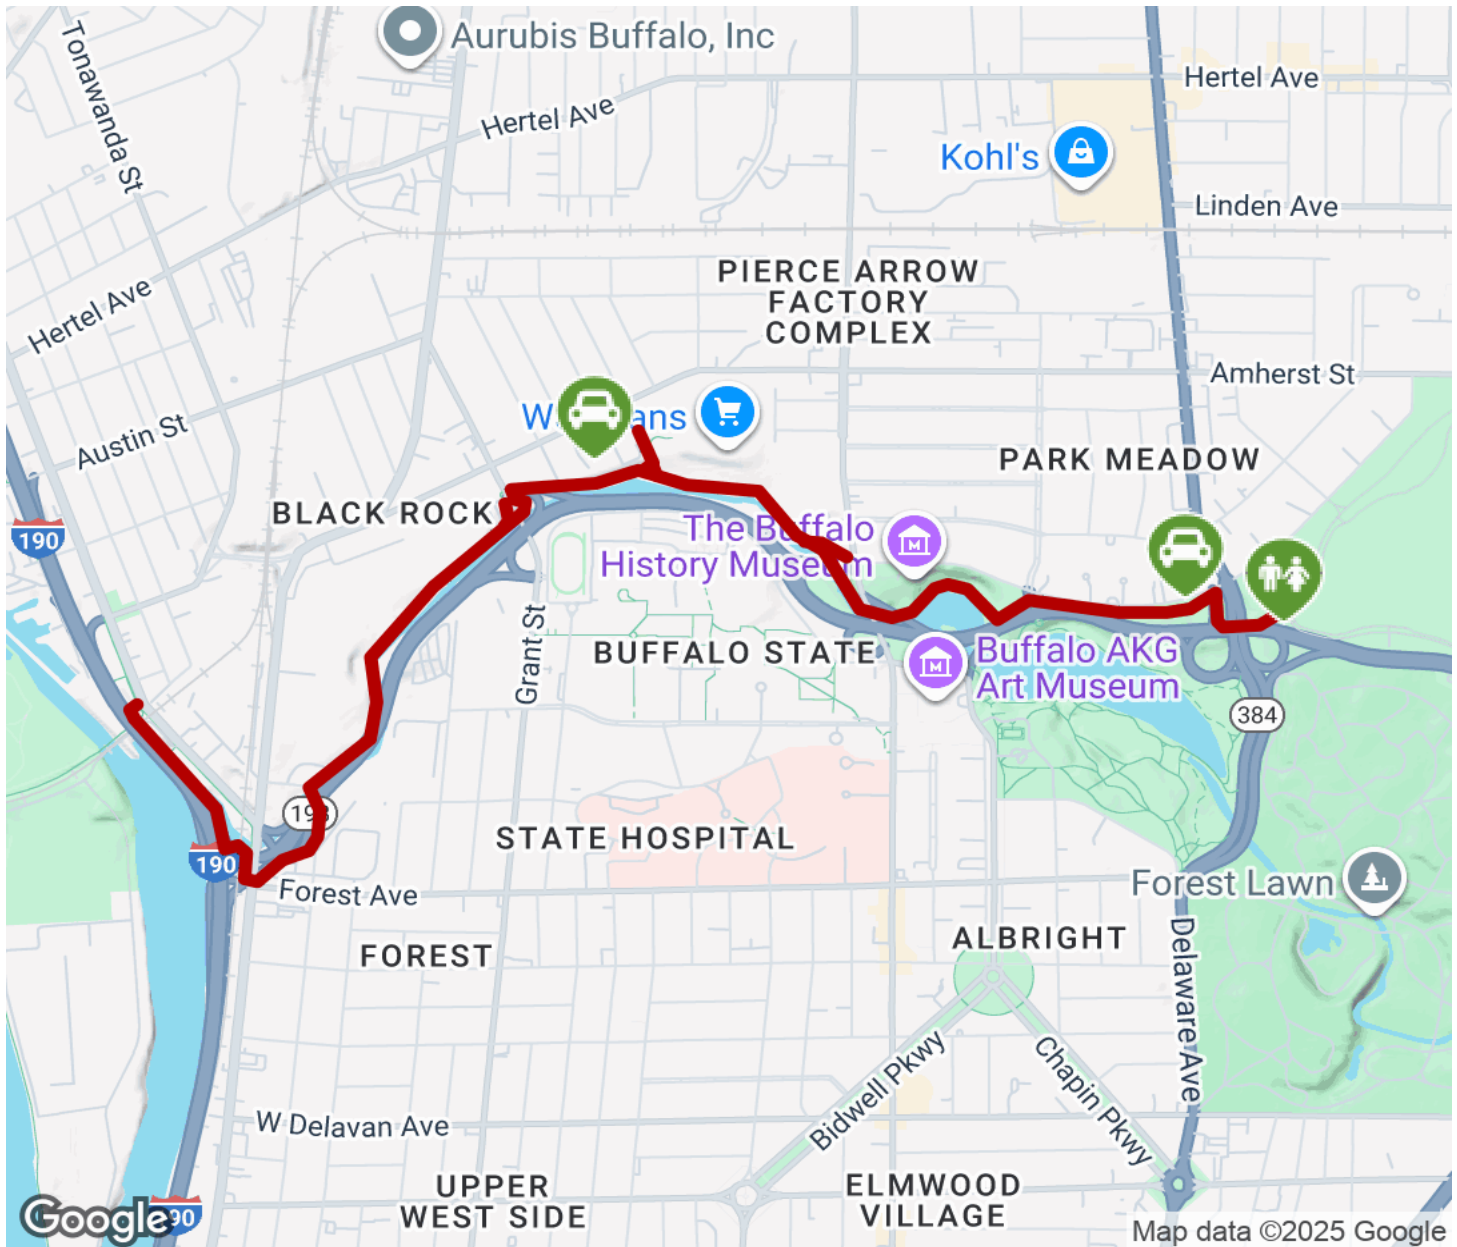 Aurubis Buffalo, Inc
Tonawanda St
Hertel Ave
Hertel Ave
Kohl's
Linden Ave
PIERCE ARROW
FACTORY
COMPLEX
Hertel Ave
Amherst St
Austin St
PARK MEADOW
BLACK ROCK
190
The Buffalo
History Museum
Grant St
BUFFALO STATE
Buffalo AKG
Art Museum
384
STATE HOSPITAL
190
Forest Ave
Forest Lawn
FOREST
ALBRIGHT
Delaware Ave
Bidwell Pkwy
Chapin Pkwy
W Delavan Ave
UPPER
WEST SIDE
ELMWOOD
VILLAGE
Google
Map data ©2025 Google